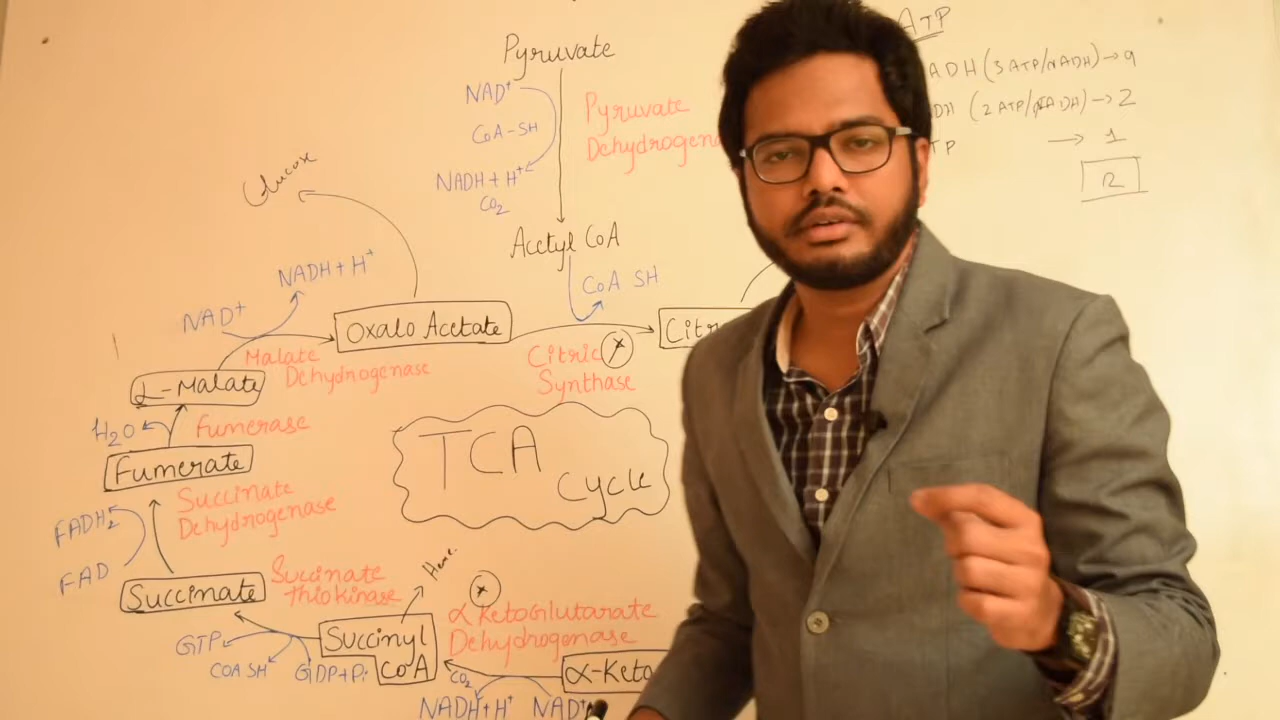 Pyruvate
NAD+
CoA-SH
NADH + H+
CO2
Pyruvate
Dehydrogena
Acetyl CoA
CoA SH
ATP
ADH (3 ATP/NADH) → 9
DH (2 ATP/FADH) → 2
TP → 1
12
Glucose
NADH + H+
NAD+
Oxalo Acetate
Citr
Malate
Dehydrogenase
Citric
Synthase
L-Malate
H2O
Fumerase
Fumerate
TCA
Cycle
Succinate
Dehydrogenase
FADH2
FAD
Succinate
Succinate
thiokinase
Heme
α KetoGlutarate
Dehydrogenase
GTP
COA SH
GDP+Pi
Succinyl
CoA
α-Keto
CO2
NADH+H+
NAD+